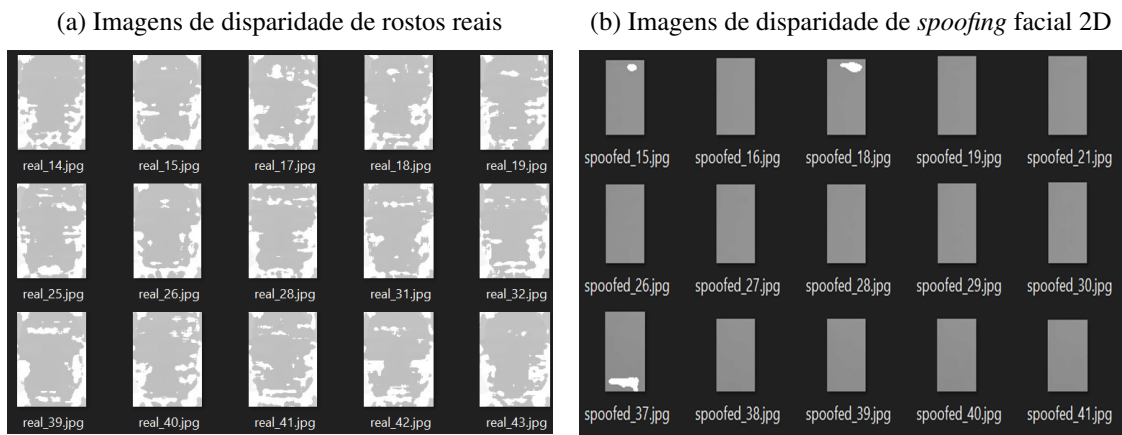 (a) Imagens de disparidade de rostos reais
real_14.jpg real_15.jpg real_17.jpg real_18.jpg real_19.jpg
real_25.jpg real_26.jpg real_28.jpg real_31.jpg real_32.jpg
real_39.jpg real_40.jpg real_41.jpg real_42.jpg real_43.jpg
(b) Imagens de disparidade de spoofing facial 2D
spoofed_15.jpg spoofed_16.jpg spoofed_18.jpg spoofed_19.jpg spoofed_21.jpg
spoofed_26.jpg spoofed_27.jpg spoofed_28.jpg spoofed_29.jpg spoofed_30.jpg
spoofed_37.jpg spoofed_38.jpg spoofed_39.jpg spoofed_40.jpg spoofed_41.jpg